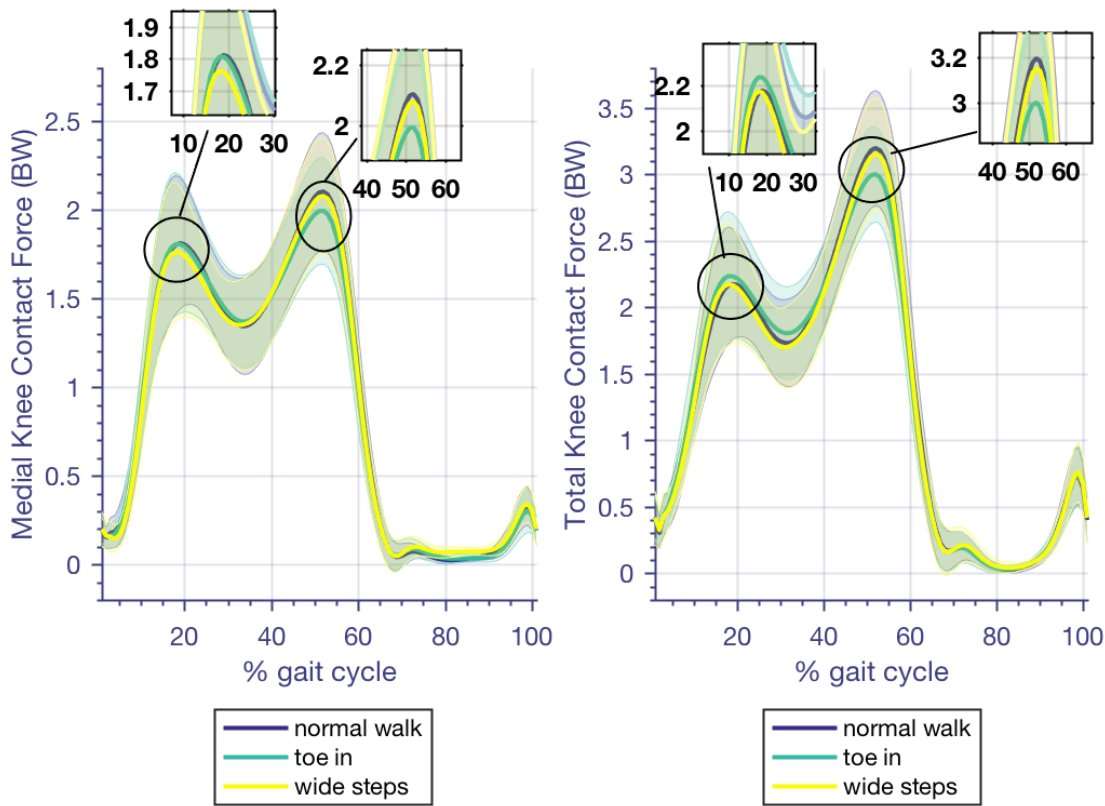 1.9
1.8
1.7
10 20 30
2.2
2
40 50 60
Medial Knee Contact Force (BW)
2.5
2
1.5
1
0.5
0
20 40 60 80 100
% gait cycle
normal walk
toe in
wide steps
2.2
2
10 20 30
3.2
3
40 50 60
Total Knee Contact Force (BW)
3.5
3
2.5
2
1.5
1
0.5
0
20 40 60 80 100
% gait cycle
normal walk
toe in
wide steps